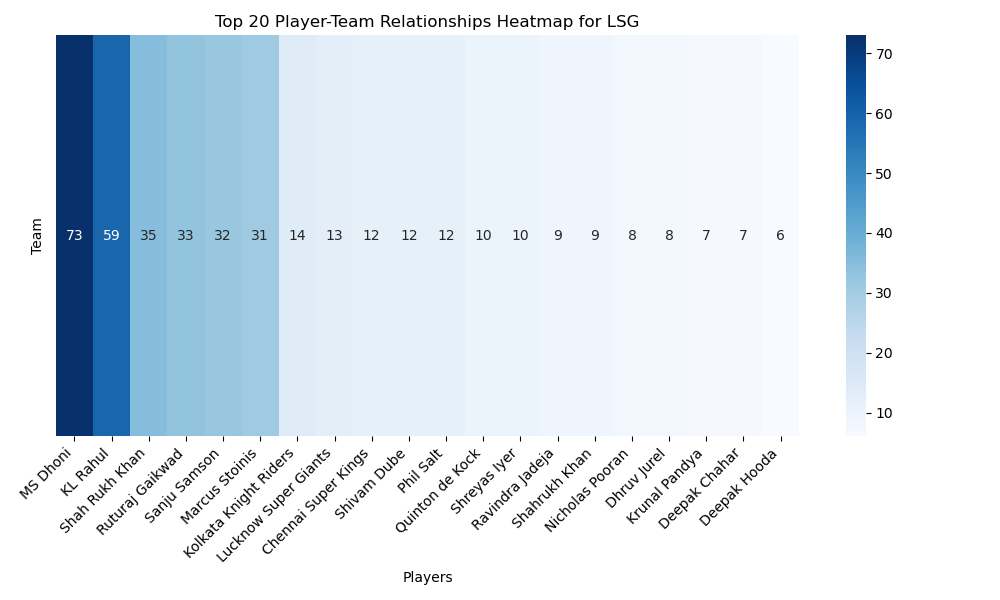 Top 20 Player-Team Relationships Heatmap for LSG
Team
73 59 35 33 32 31 14 13 12 12 12 10 10 9 9 8 8 7 7 6
MS Dhoni
KL Rahul
Shah Rukh Khan
Ruturaj Gaikwad
Sanju Samson
Marcus Stoinis
Kolkata Knight Riders
Lucknow Super Giants
Chennai Super Kings
Shivam Dube
Phil Salt
Quinton de Kock
Shreyas Iyer
Ravindra Jadeja
Shahrukh Khan
Nicholas Pooran
Dhruv Jurel
Krunal Pandya
Deepak Chahar
Deepak Hooda
Players
70
60
50
40
30
20
10